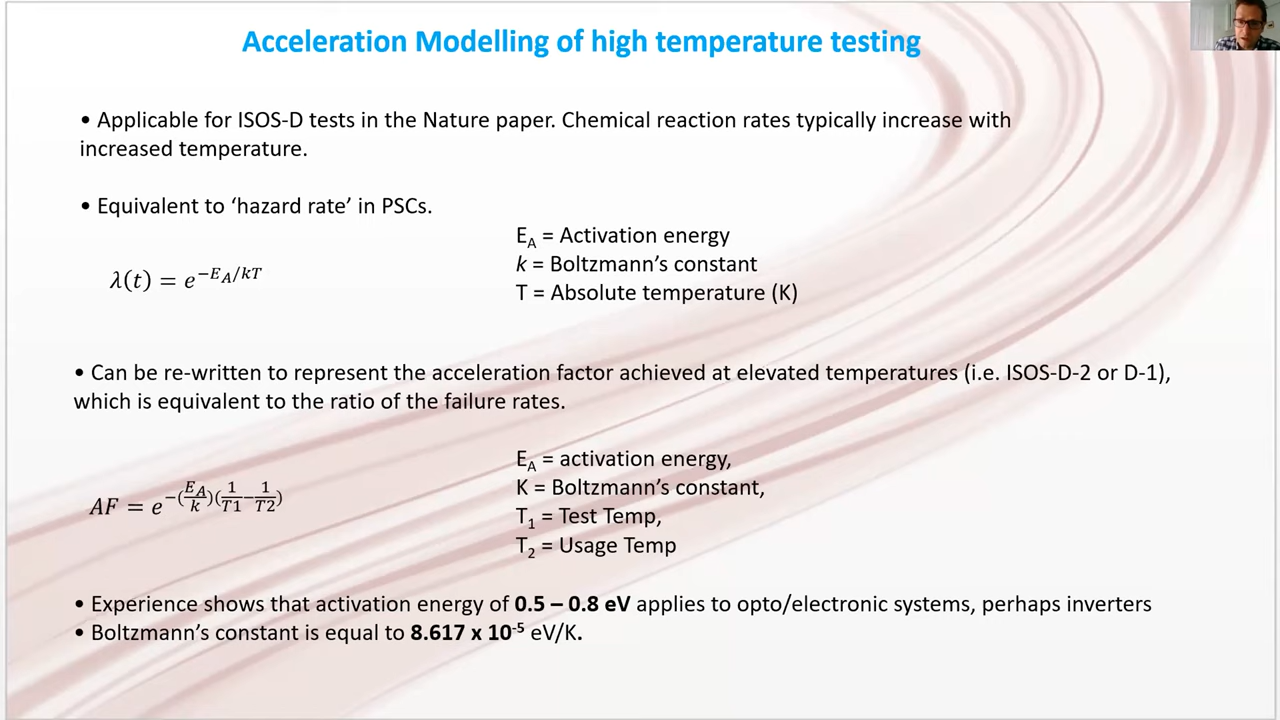 Acceleration Modelling of high temperature testing
• Applicable for ISOS-D tests in the Nature paper. Chemical reaction rates typically increase with
increased temperature.
• Equivalent to ‘hazard rate’ in PSCs.
E_A = Activation energy
k = Boltzmann’s constant
T = Absolute temperature (K)
λ(t) = e^{−E_A/kT}
• Can be re-written to represent the acceleration factor achieved at elevated temperatures (i.e. ISOS-D-2 or D-1),
which is equivalent to the ratio of the failure rates.
E_A = activation energy,
K = Boltzmann’s constant,
T_1 = Test Temp,
T_2 = Usage Temp
AF = e^{−(E_A/k)(1/T1−1/T2)}
• Experience shows that activation energy of 0.5 – 0.8 eV applies to opto/electronic systems, perhaps inverters
• Boltzmann’s constant is equal to 8.617 x 10^-5 eV/K.